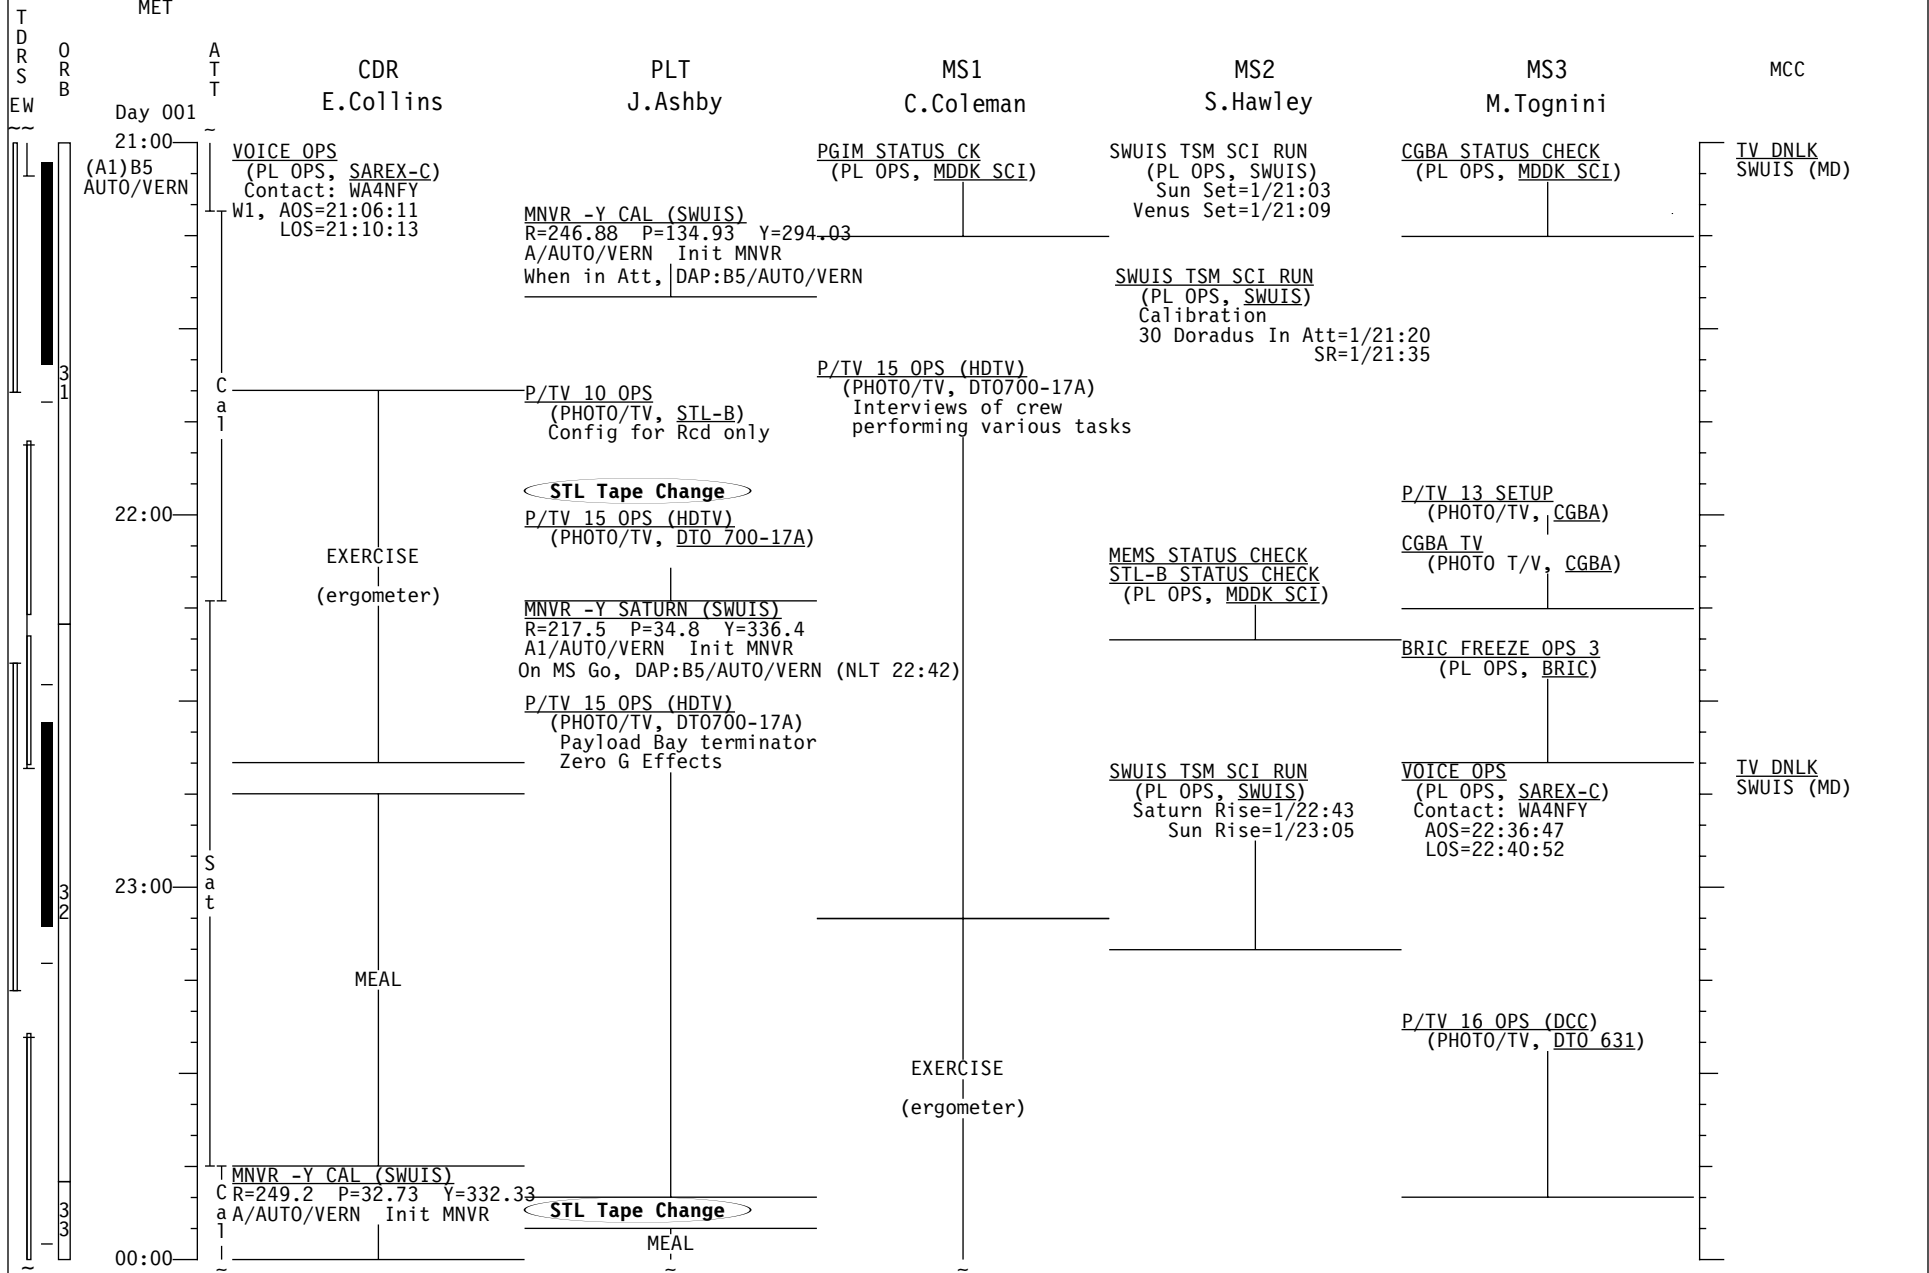 MET
TDRS
ORB
ATT
EW
~~
Day 001
~
CDR
E.Collins
PLT
J.Ashby
MS1
C.Coleman
MS2
S.Hawley
MS3
M.Tognini
MCC
21:00
(A1)B5
AUTO/VERN
22:00
23:00
00:00
31
32
33
Cal
Sat
Cal
VOICE OPS
(PL OPS, SAREX-C)
Contact: WA4NFY
W1, AOS=21:06:11
LOS=21:10:13
EXERCISE
(ergometer)
MEAL
MNVR -Y CAL (SWUIS)
R=249.2 P=32.73 Y=332.33
A/AUTO/VERN Init MNVR
MNVR -Y CAL (SWUIS)
R=246.88 P=134.93 Y=294.03
A/AUTO/VERN Init MNVR
When in Att, DAP:B5/AUTO/VERN
P/TV 10 OPS
(PHOTO/TV, STL-B)
Config for Rcd only
STL Tape Change
P/TV 15 OPS (HDTV)
(PHOTO/TV, DTO 700-17A)
MNVR -Y SATURN (SWUIS)
R=217.5 P=34.8 Y=336.4
A1/AUTO/VERN Init MNVR
On MS Go, DAP:B5/AUTO/VERN (NLT 22:42)
P/TV 15 OPS (HDTV)
(PHOTO/TV, DTO700-17A)
Payload Bay terminator
Zero G Effects
STL Tape Change
MEAL
PGIM STATUS CK
(PL OPS, MDDK SCI)
P/TV 15 OPS (HDTV)
(PHOTO/TV, DTO700-17A)
Interviews of crew
performing various tasks
EXERCISE
(ergometer)
SWUIS TSM SCI RUN
(PL OPS, SWUIS)
Sun Set=1/21:03
Venus Set=1/21:09
SWUIS TSM SCI RUN
(PL OPS, SWUIS)
Calibration
30 Doradus In Att=1/21:20
SR=1/21:35
MEMS STATUS CHECK
STL-B STATUS CHECK
(PL OPS, MDDK SCI)
SWUIS TSM SCI RUN
(PL OPS, SWUIS)
Saturn Rise=1/22:43
Sun Rise=1/23:05
CGBA STATUS CHECK
(PL OPS, MDDK SCI)
P/TV 13 SETUP
(PHOTO/TV, CGBA)
CGBA TV
(PHOTO T/V, CGBA)
BRIC FREEZE OPS 3
(PL OPS, BRIC)
VOICE OPS
(PL OPS, SAREX-C)
Contact: WA4NFY
AOS=22:36:47
LOS=22:40:52
P/TV 16 OPS (DCC)
(PHOTO/TV, DTO 631)
TV DNLK
SWUIS (MD)
TV DNLK
SWUIS (MD)
~
~
~
~